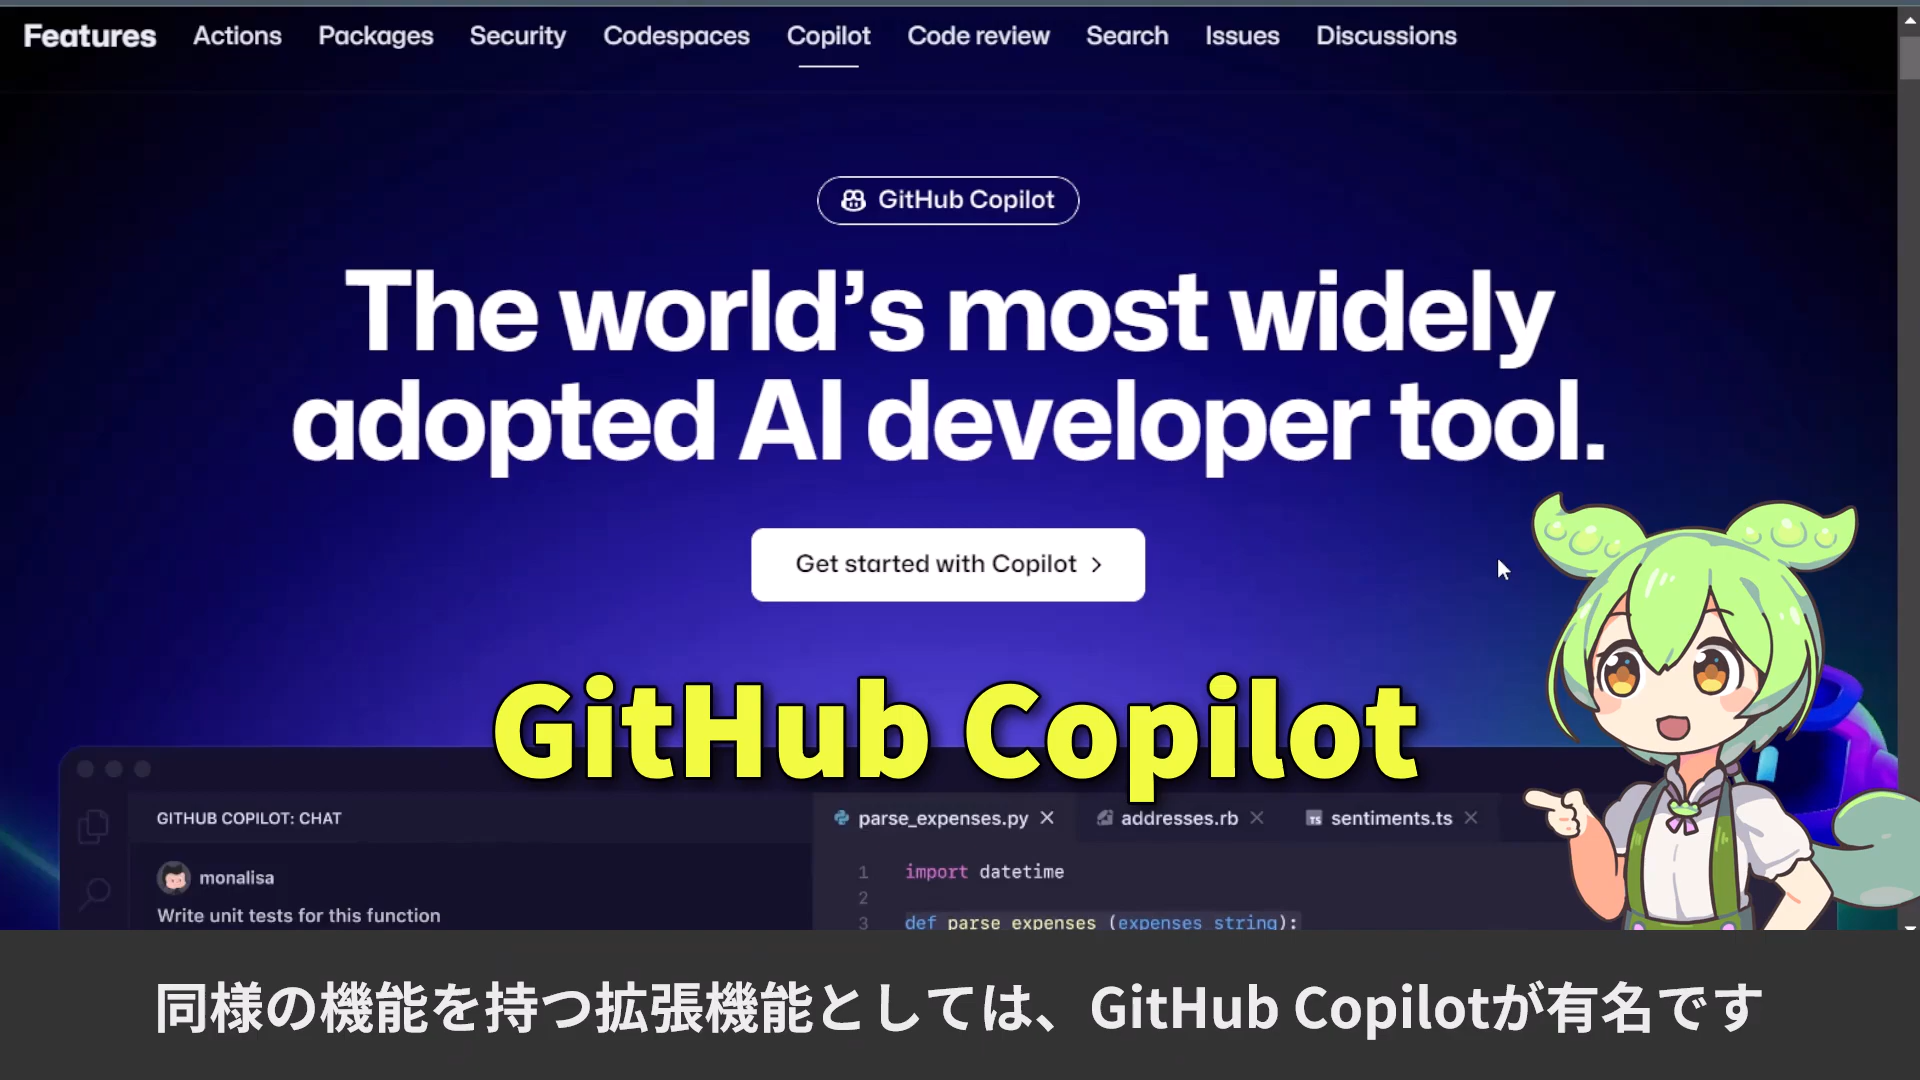 Features Actions Packages Security Codespaces Copilot Code review Search Issues Discussions
GitHub Copilot
The world’s most widely
adopted AI developer tool.
Get started with Copilot
GitHub Copilot
GITHUB COPILOT: CHAT
monalisa
Write unit tests for this function
parse_expenses.py addresses.rb TS sentiments.ts
1 import datetime
2
3 def parse_expenses (expenses_string):
同様の機能を持つ拡張機能としては、GitHub Copilotが有名です